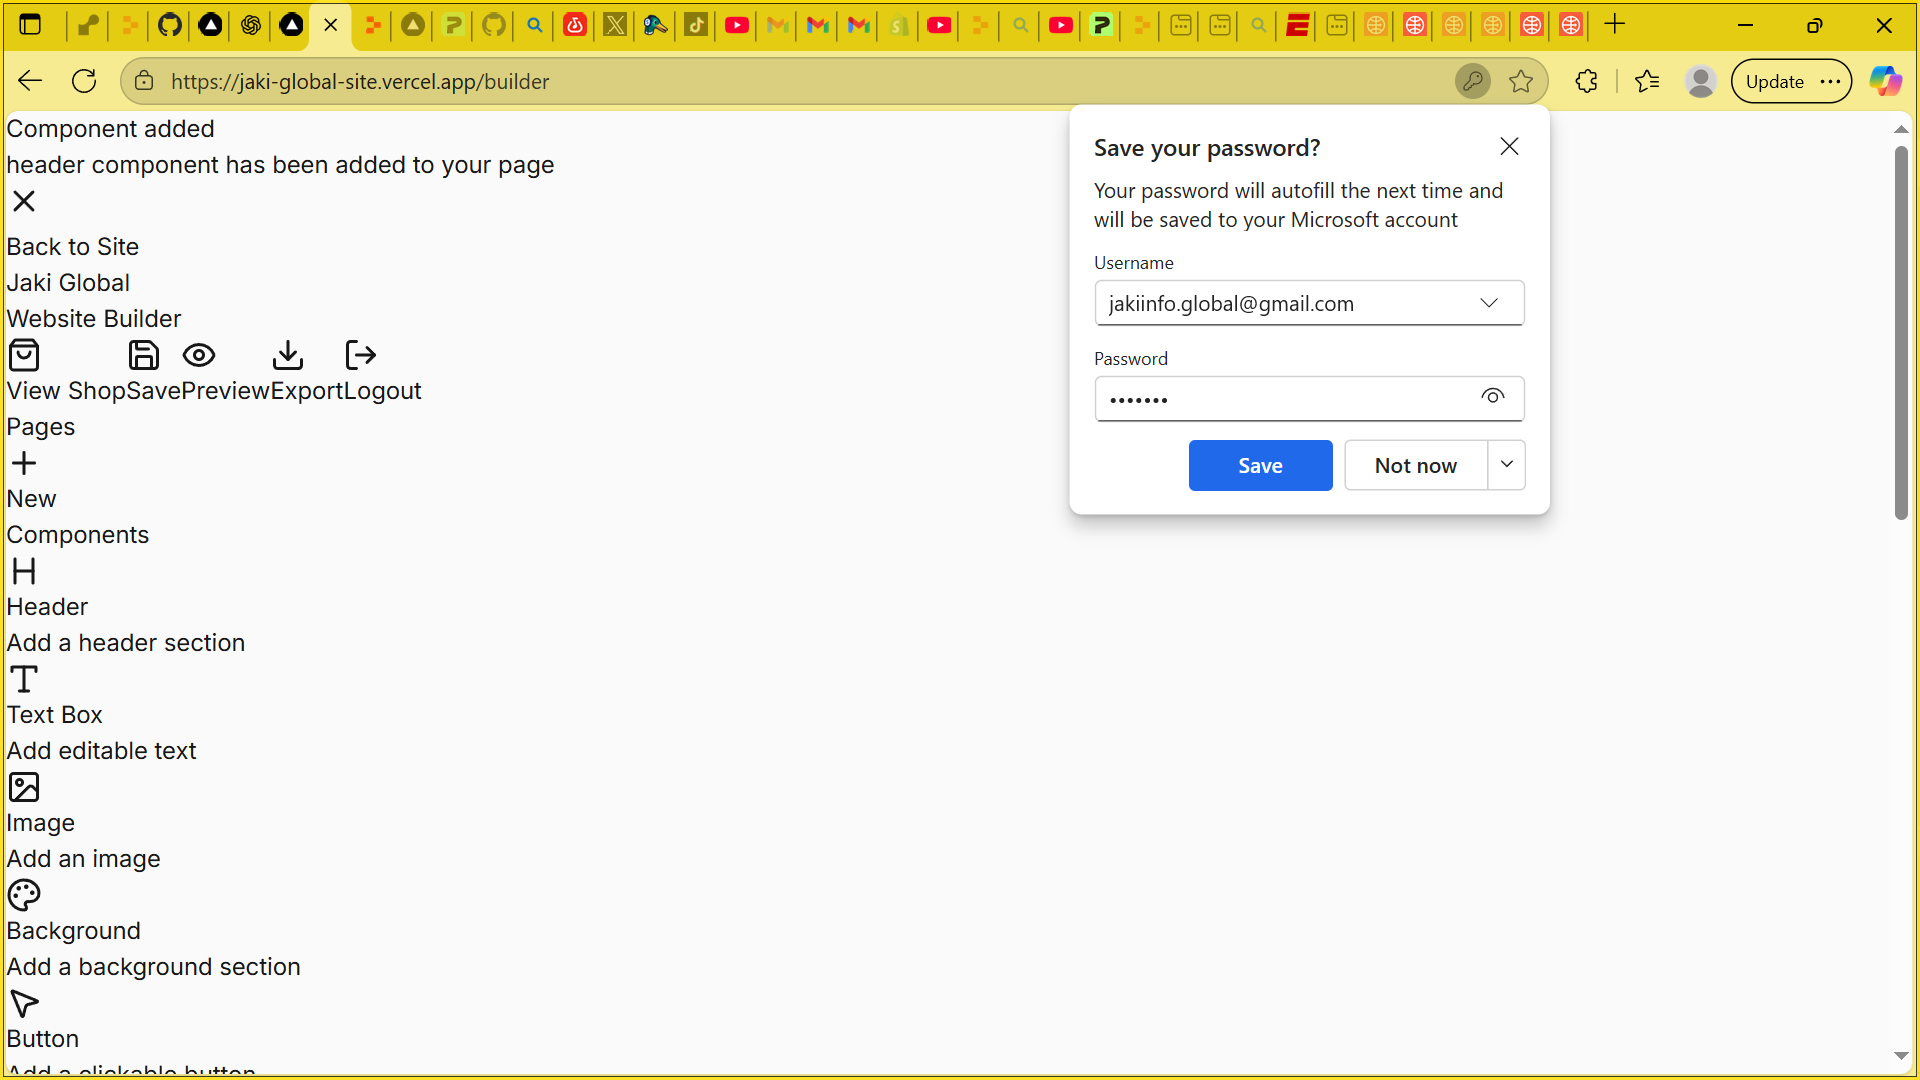 https://jaki-global-site.vercel.app/builder
Update
Component added
header component has been added to your page
Back to Site
Jaki Global
Website Builder
View ShopSavePreviewExportLogout
Pages
New
Components
Header
Add a header section
Text Box
Add editable text
Image
Add an image
Background
Add a background section
Button
Add a clickable button
Save your password?
Your password will autofill the next time and
will be saved to your Microsoft account
Username
jakiinfo.global@gmail.com
Password
•••••••
Save
Not now